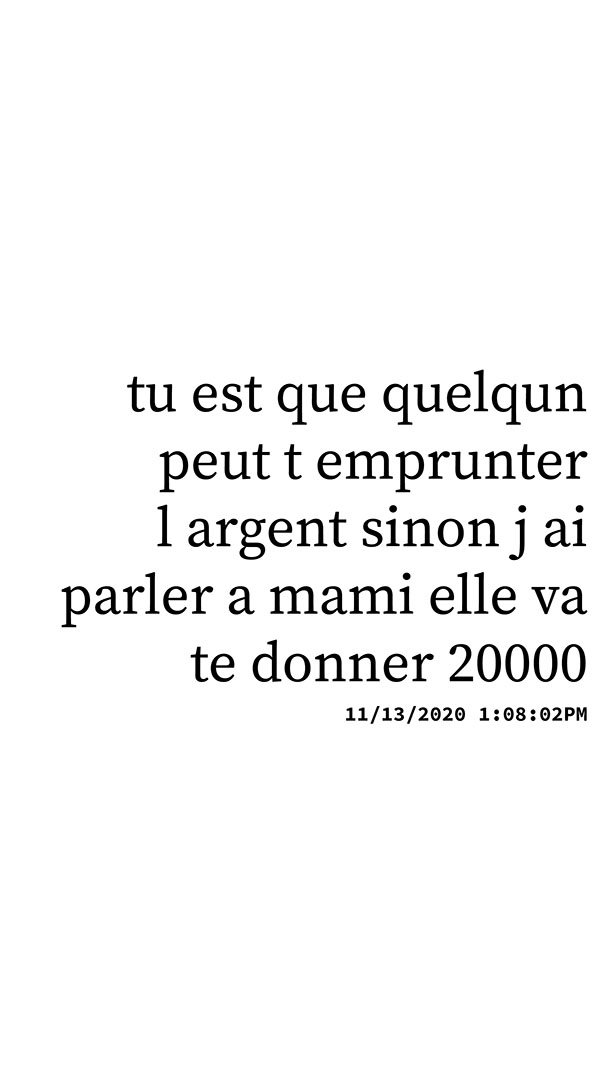 tu est que quelqun
peut t emprunter
l argent sinon j ai
parler a mami elle va
te donner 20000
11/13/2020 1:08:02PM